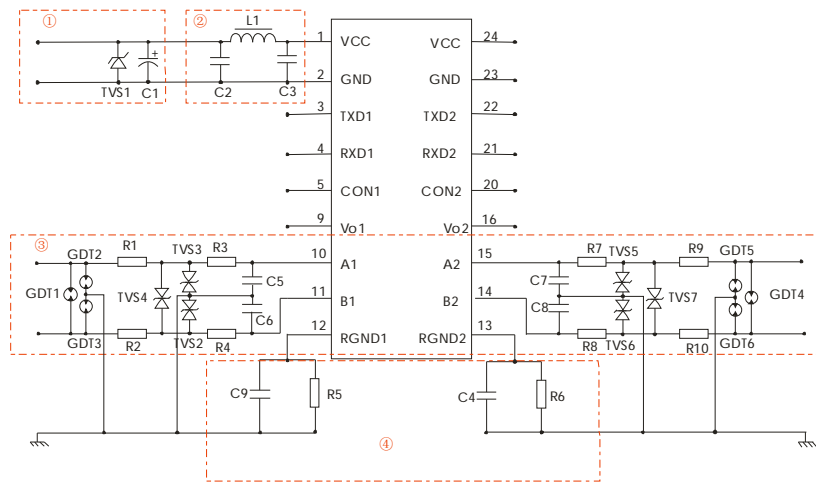 ① ② L1
1 VCC VCC 24
2 GND GND 23
TVS1 C1 C2 C3
3 TXD1 TXD2 22
4 RXD1 RXD2 21
5 CON1 CON2 20
9 Vo1 Vo2 16
③ GDT2 R1 TVS3 R3 10 A1 A2 15 R7 TVS5 R9 GDT5
GDT1 TVS4 C5 C7 TVS7 GDT4
C6 11 B1 B2 14 C8
GDT3 R2 TVS2 R4 12 RGND1 RGND2 13 R8 TVS6 R10 GDT6
C9 R5 C4 R6
④